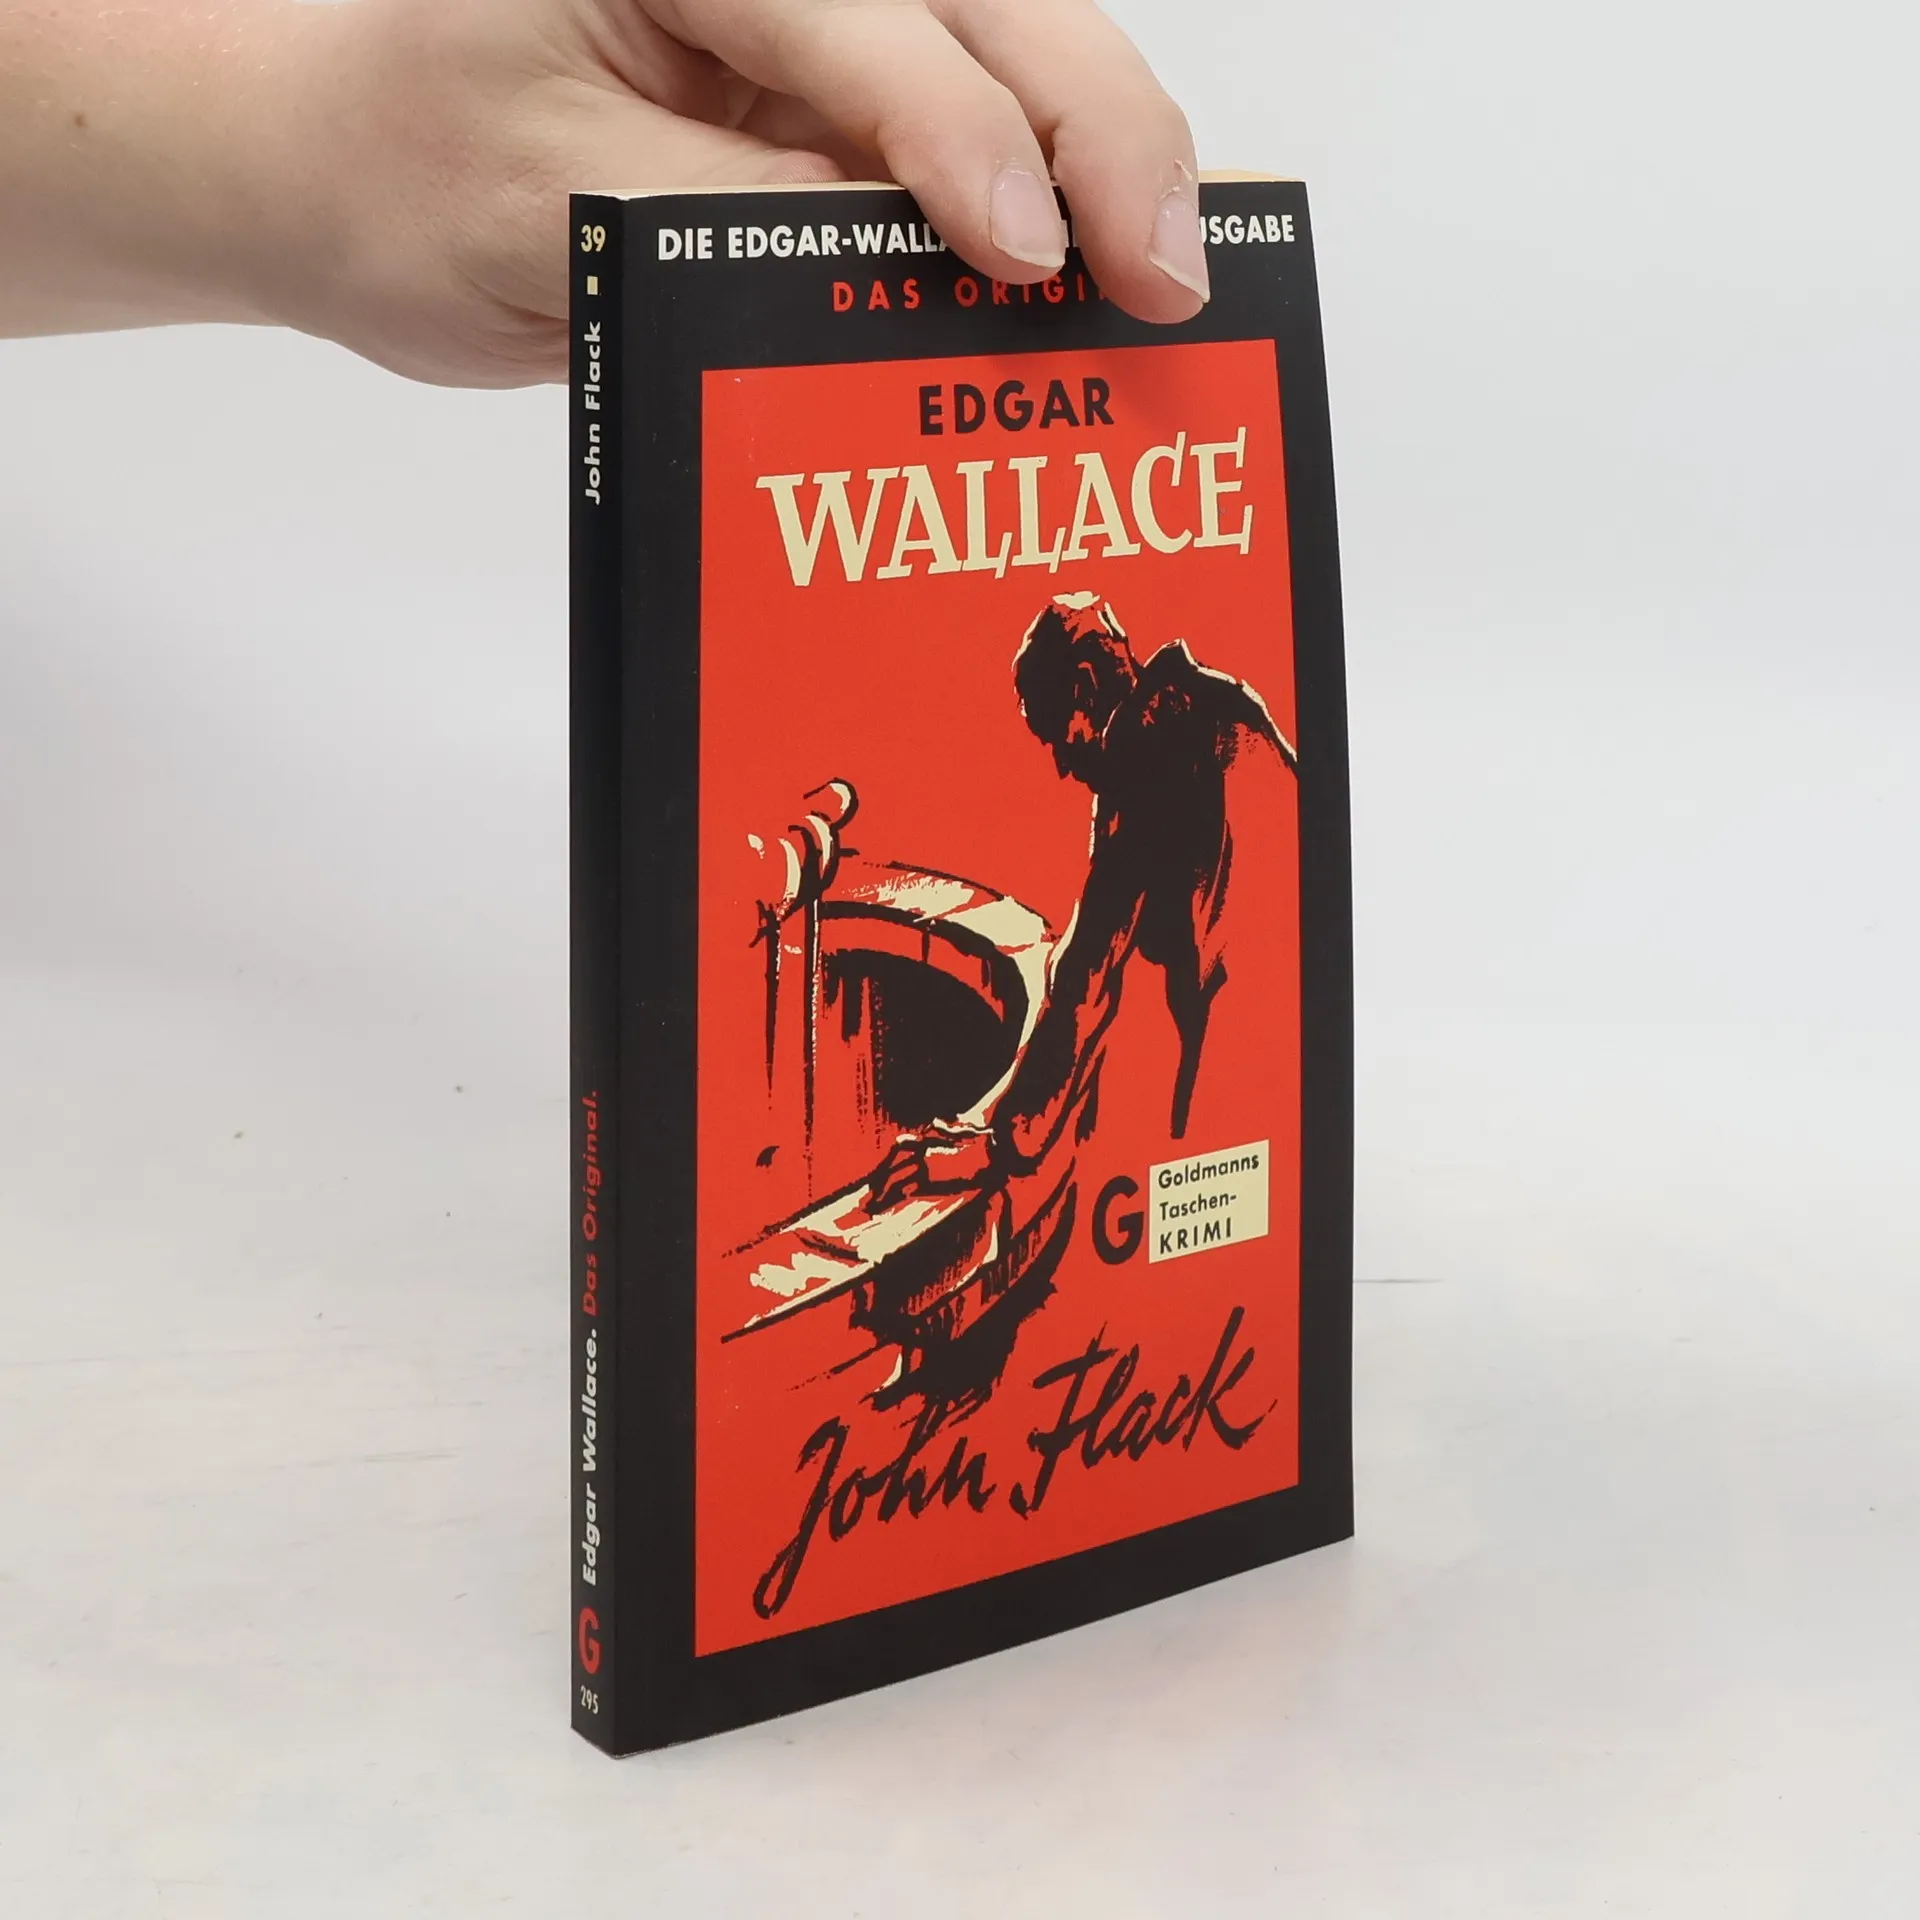 39 ■ John Flack
Edgar Wallace. Das Original.
G
295
DIE EDGAR-WALLA USGABE
DAS ORIGI
EDGAR
WALLACE
G
Goldmanns
Taschen-
KRIMI
John Flack